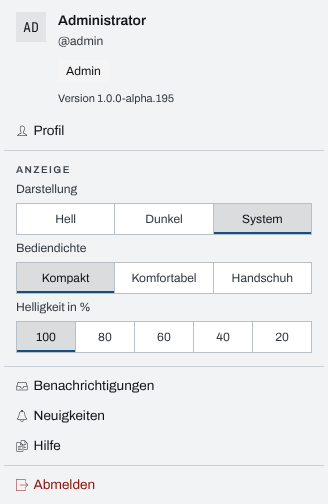 AD
Administrator
@admin
Admin
Version 1.0.0-alpha.195
Profil
ANZEIGE
Darstellung
Hell Dunkel System
Bediendichte
Kompakt Komfortabel Handschuh
Helligkeit in %
100 80 60 40 20
Benachrichtigungen
Neuigkeiten
Hilfe
Abmelden